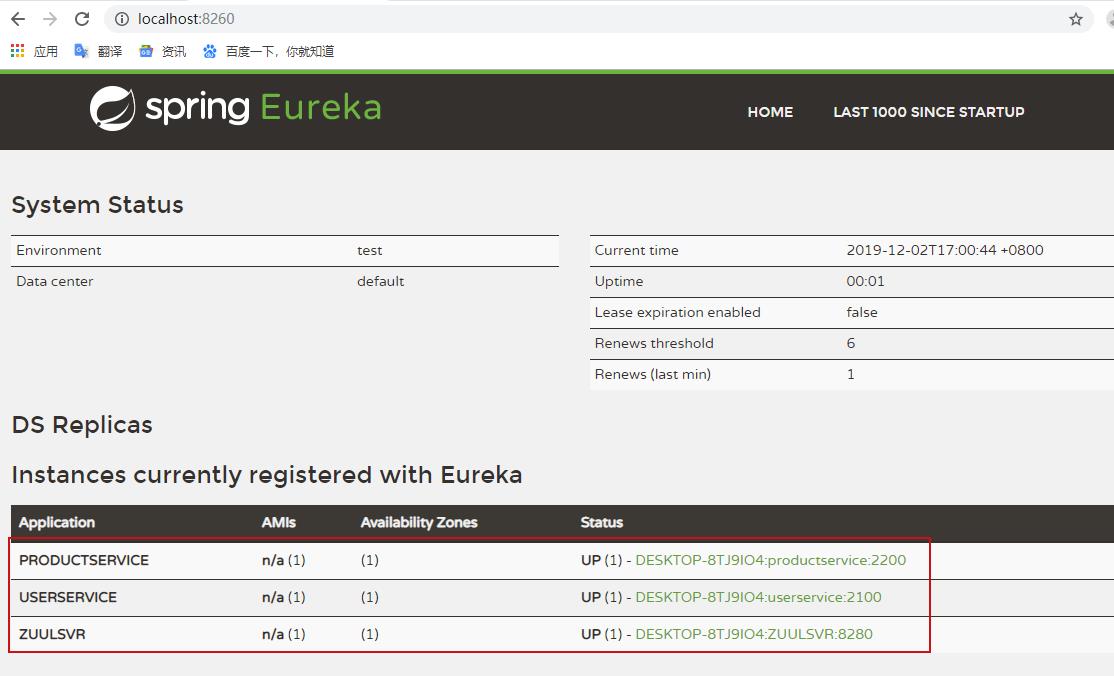 localhost:8260
应用 翻译 资讯 百度一下，你就知道
spring Eureka HOME LAST 1000 SINCE STARTUP
System Status
Environment test Current time 2019-12-02T17:00:44 +0800
Data center default Uptime 00:01
Lease expiration enabled false
Renews threshold 6
Renews (last min) 1
DS Replicas
Instances currently registered with Eureka
Application AMIs Availability Zones Status
PRODUCTSERVICE n/a (1) (1) UP (1) - DESKTOP-8TJ9IO4:productservice:2200
USERSERVICE n/a (1) (1) UP (1) - DESKTOP-8TJ9IO4:userservice:2100
ZUULSVR n/a (1) (1) UP (1) - DESKTOP-8TJ9IO4:ZUULSVR:8280